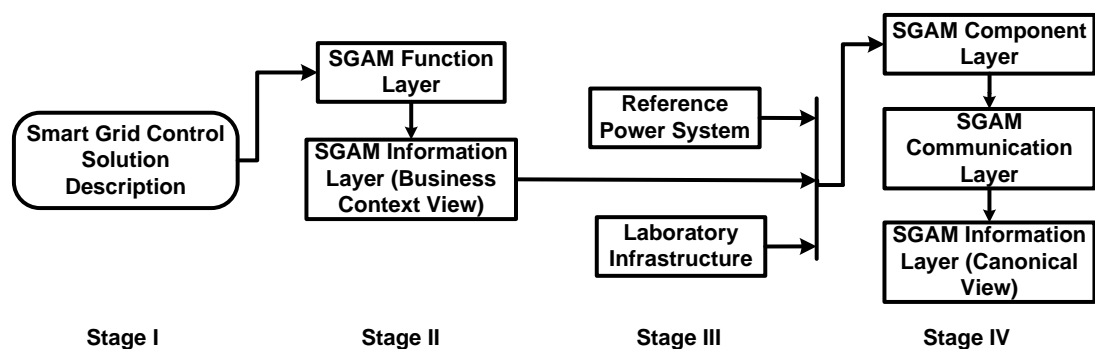 Smart Grid Control
Solution
Description
SGAM Function
Layer
SGAM Information
Layer (Business
Context View)
Reference
Power System
Laboratory
Infrastructure
SGAM Component
Layer
SGAM
Communication
Layer
SGAM Information
Layer (Canonical
View)
Stage I
Stage II
Stage III
Stage IV